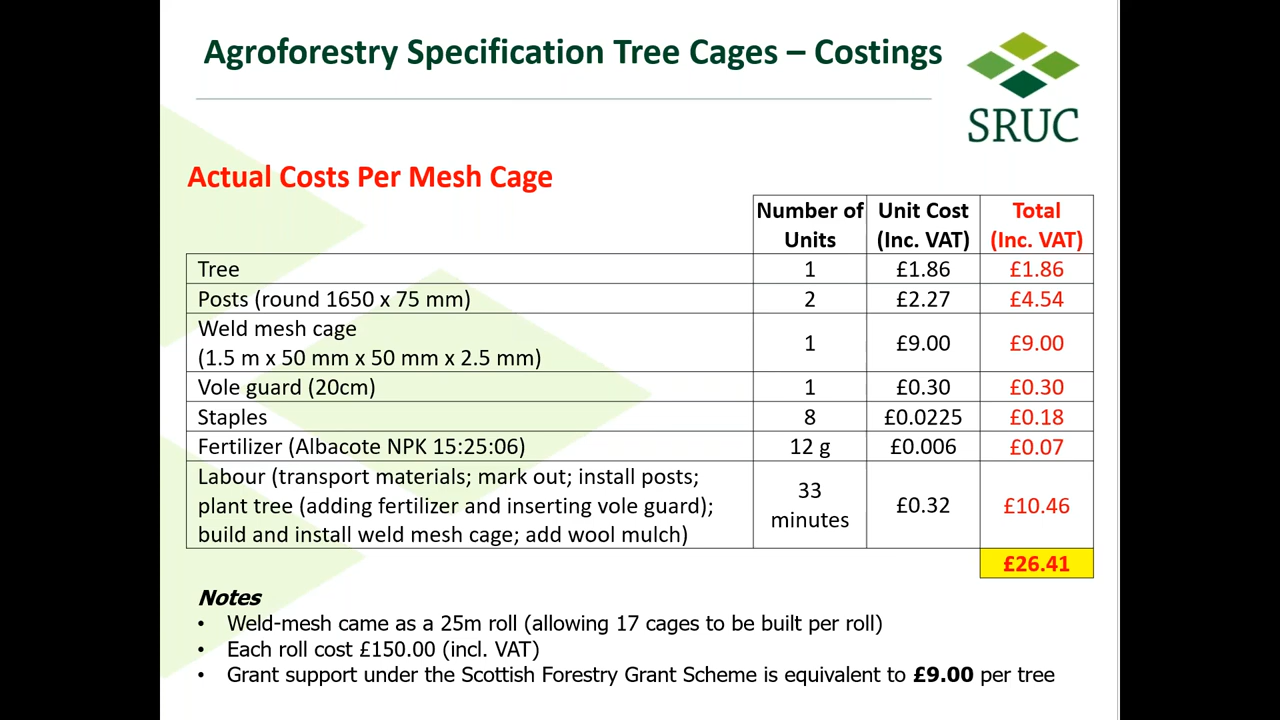 Agroforestry Specification Tree Cages – Costings
SRUC
Actual Costs Per Mesh Cage
Number of Units Unit Cost (Inc. VAT) Total (Inc. VAT)
Tree 1 £1.86 £1.86
Posts (round 1650 x 75 mm) 2 £2.27 £4.54
Weld mesh cage
(1.5 m x 50 mm x 50 mm x 2.5 mm) 1 £9.00 £9.00
Vole guard (20cm) 1 £0.30 £0.30
Staples 8 £0.0225 £0.18
Fertilizer (Albacote NPK 15:25:06) 12 g £0.006 £0.07
Labour (transport materials; mark out; install posts;
plant tree (adding fertilizer and inserting vole guard);
build and install weld mesh cage; add wool mulch) 33 minutes £0.32 £10.46
£26.41
Notes
• Weld-mesh came as a 25m roll (allowing 17 cages to be built per roll)
• Each roll cost £150.00 (incl. VAT)
• Grant support under the Scottish Forestry Grant Scheme is equivalent to £9.00 per tree